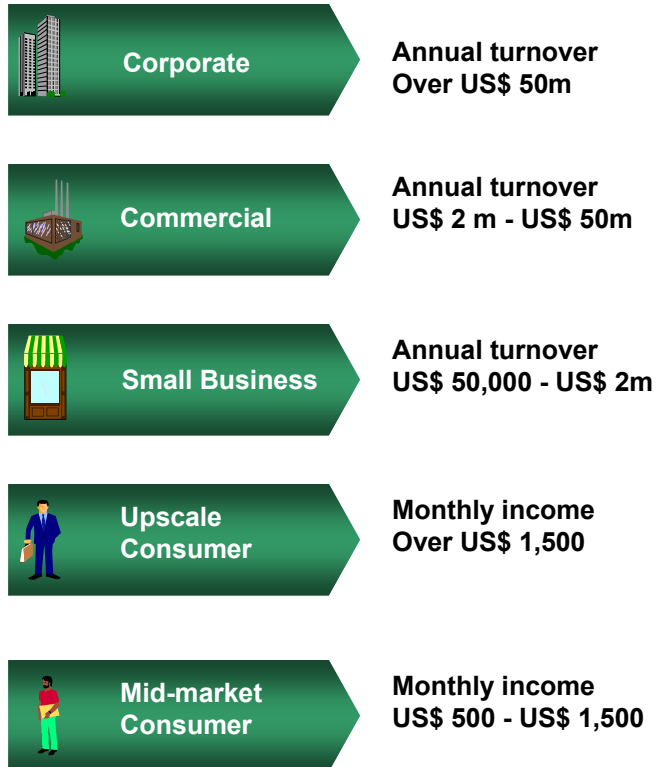 Corporate
Annual turnover
Over US$ 50m
Commercial
Annual turnover
US$ 2 m - US$ 50m
Small Business
Annual turnover
US$ 50,000 - US$ 2m
Upscale
Consumer
Monthly income
Over US$ 1,500
Mid-market
Consumer
Monthly income
US$ 500 - US$ 1,500